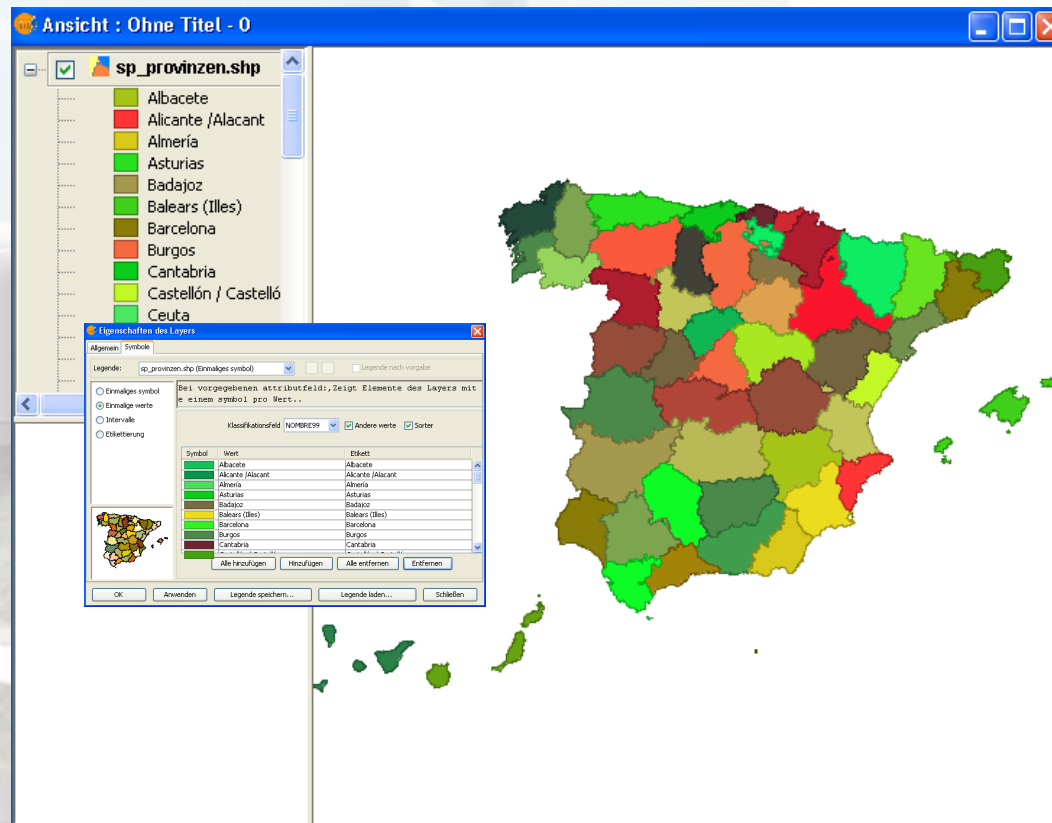 Ansicht : Ohne Titel - 0
sp_provinzen.shp
Albacete
Alicante /Alacant
Almería
Asturias
Badajoz
Balears (Illes)
Barcelona
Burgos
Cantabria
Castellón / Castelló
Ceuta
Eigenschaften des Layers
Allgemein Symbole
Legende: sp_provinzen.shp (Einmaliges symbol) Legende nach vorgabe
Einmaliges symbol
Einmalige werte
Intervalle
Etikettierung
Bei vorgegebenen attributfeld:,Zeigt Elemente des Layers mit
e einem symbol pro Wert..
Klassifikationsfeld NOMBRE99 Andere werte Sorter
Symbol Wert Etikett
Albacete Albacete
Alicante /Alacant Alicante /Alacant
Almería Almería
Asturias Asturias
Badajoz Badajoz
Balears (Illes) Balears (Illes)
Barcelona Barcelona
Burgos Burgos
Cantabria Cantabria
Alle hinzufügen Hinzufügen Alle entfernen Entfernen
OK Anwenden Legende speichern... Legende laden... Schließen